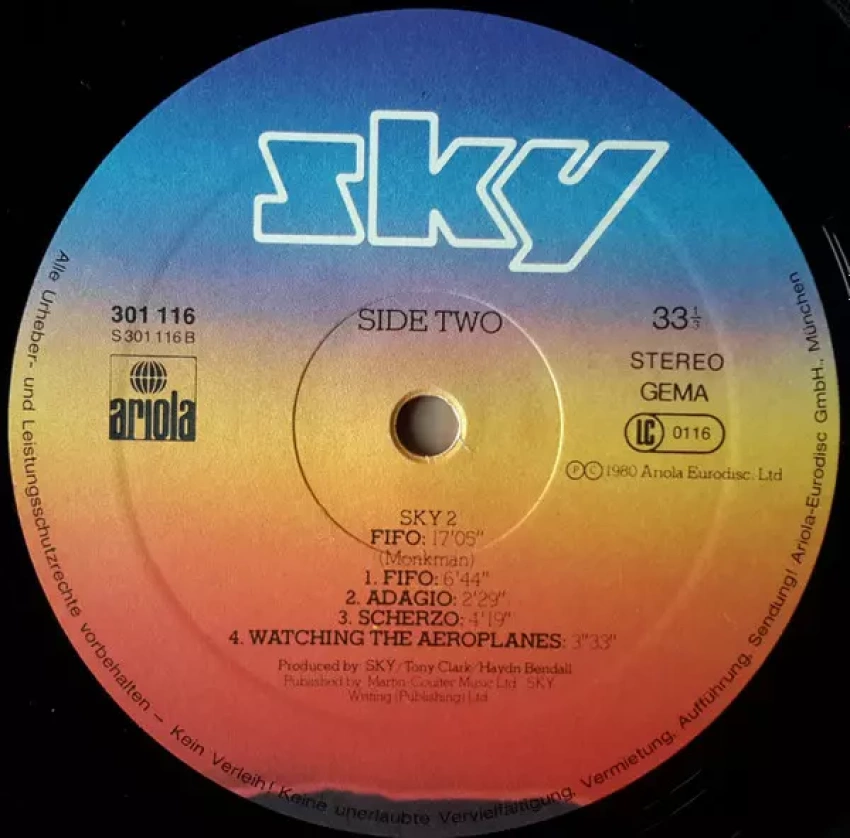 sky
SIDE TWO
301 116
S 301 116 B
ariola
33 1/3
STEREO
GEMA
LC 0116
Ⓟ Ⓒ 1980 Ariola Eurodisc. Ltd
SKY 2
FIFO: 17'05"
(Monkman)
1. FIFO: 6'44"
2. ADAGIO: 2'29"
3. SCHERZO: 4'19"
4. WATCHING THE AEROPLANES: 3"33"
Produced by: SKY/Tony Clark/Haydn Bendall
Published by: Martin-Coulter Music Ltd SKY
Writing (Publishing) Ltd
Alle Urheber- und Leistungsschutzrechte vorbehalten – Kein Verleih! Keine unerlaubte Vervielfältigung, Vermietung, Aufführung, Sendung! Ariola-Eurodisc GmbH., München